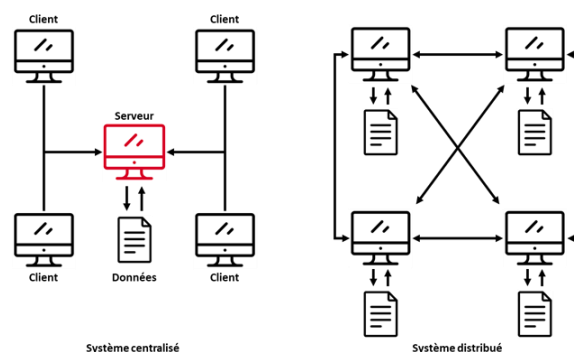 Client
Client
Serveur
Client
Données
Client
Système centralisé
Système distribué